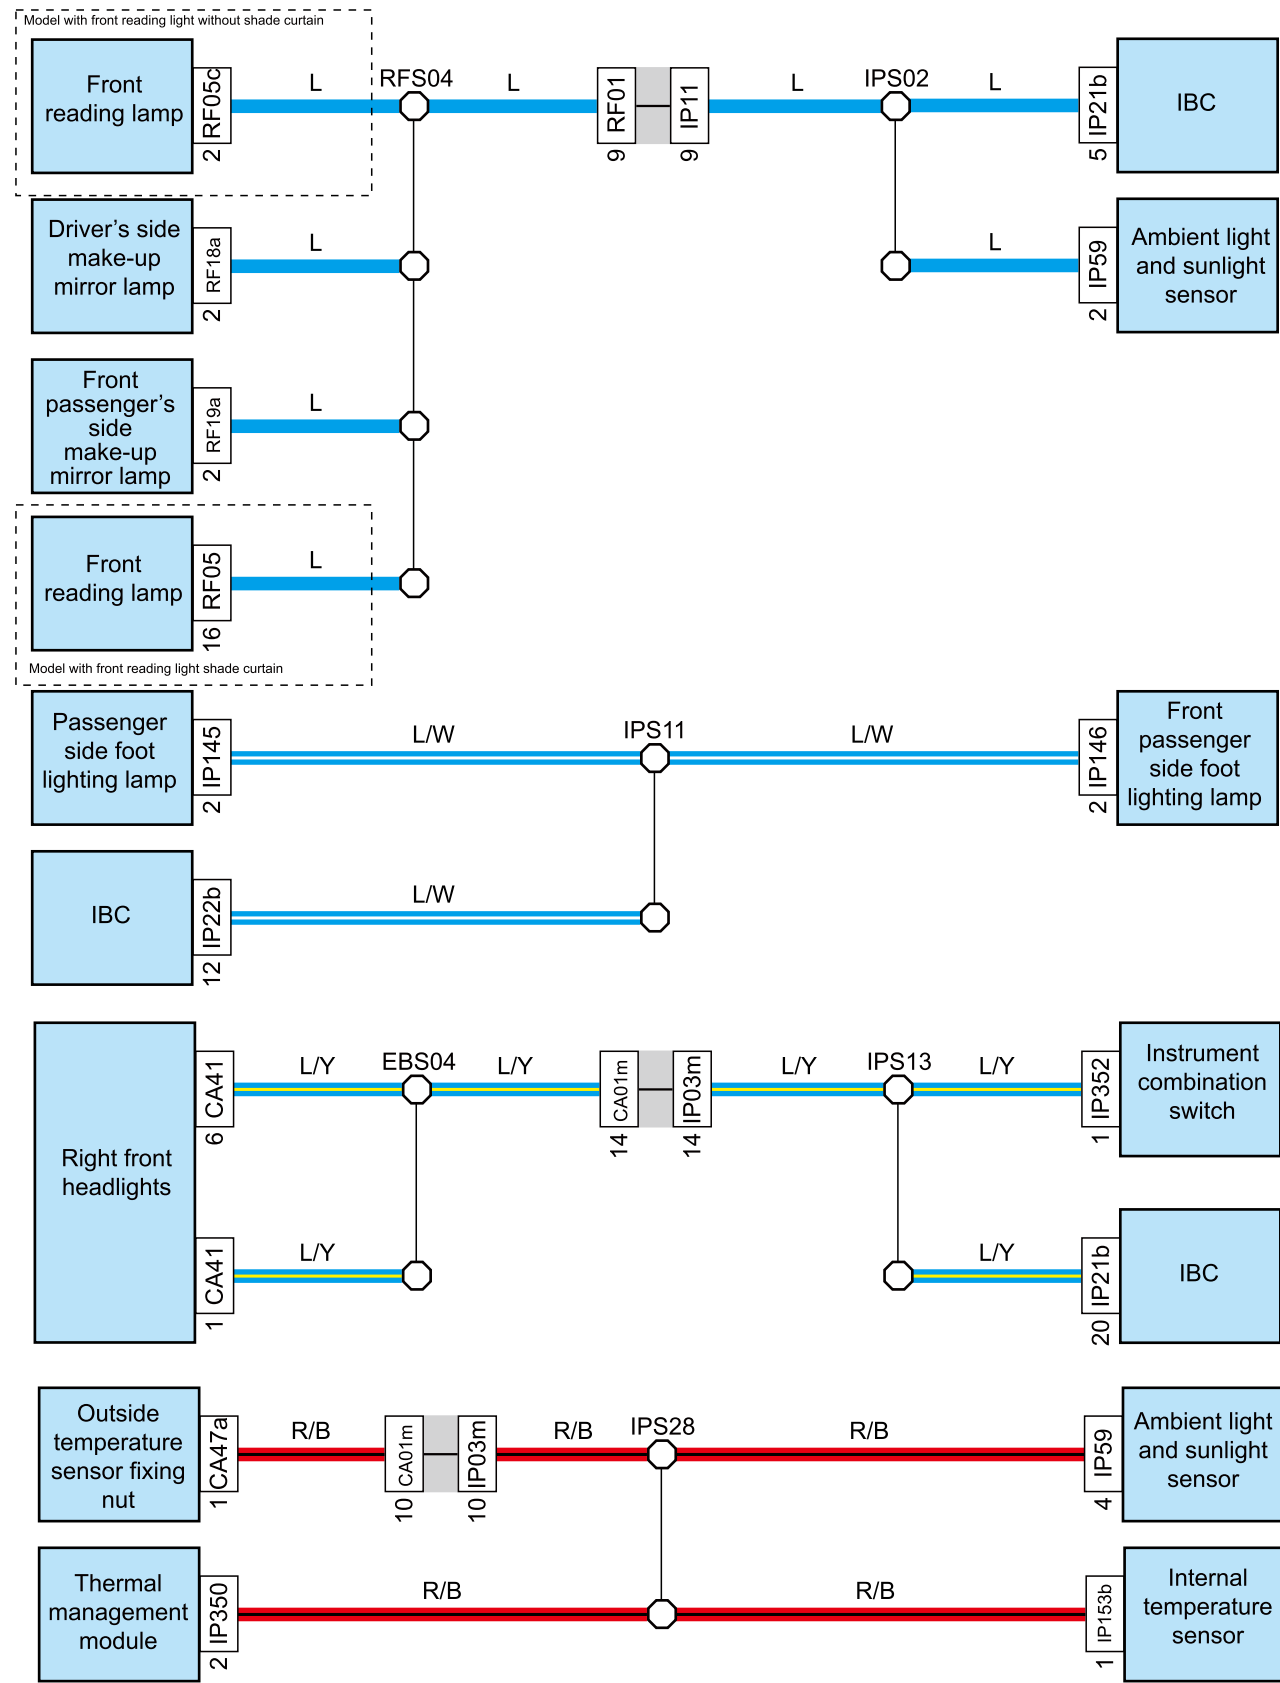 Model with front reading light without shade curtain
Front
reading lamp
RF05c
2
L
RFS04
L
RF01
9
IP11
9
L
IPS02
L
IP21b
5
IBC
Driver’s side
make-up
mirror lamp
RF18a
2
L
L
IP59
2
Ambient light
and sunlight
sensor
Front
passenger’s
side
make-up
mirror lamp
RF19a
2
L
Front
reading lamp
RF05
16
L
Model with front reading light shade curtain
Passenger
side foot
lighting lamp
IP145
2
L/W
IPS11
L/W
IP146
2
Front
passenger
side foot
lighting lamp
IBC
IP22b
12
L/W
Right front
headlights
CA41
6
L/Y
EBS04
L/Y
CA01m
14
IP03m
14
L/Y
IPS13
L/Y
IP352
1
Instrument
combination
switch
CA41
1
L/Y
L/Y
IP21b
20
IBC
Outside
temperature
sensor fixing
nut
CA47a
1
R/B
CA01m
10
IP03m
10
R/B
IPS28
R/B
IP59
4
Ambient light
and sunlight
sensor
Thermal
management
module
IP350
2
R/B
R/B
IP153b
1
Internal
temperature
sensor